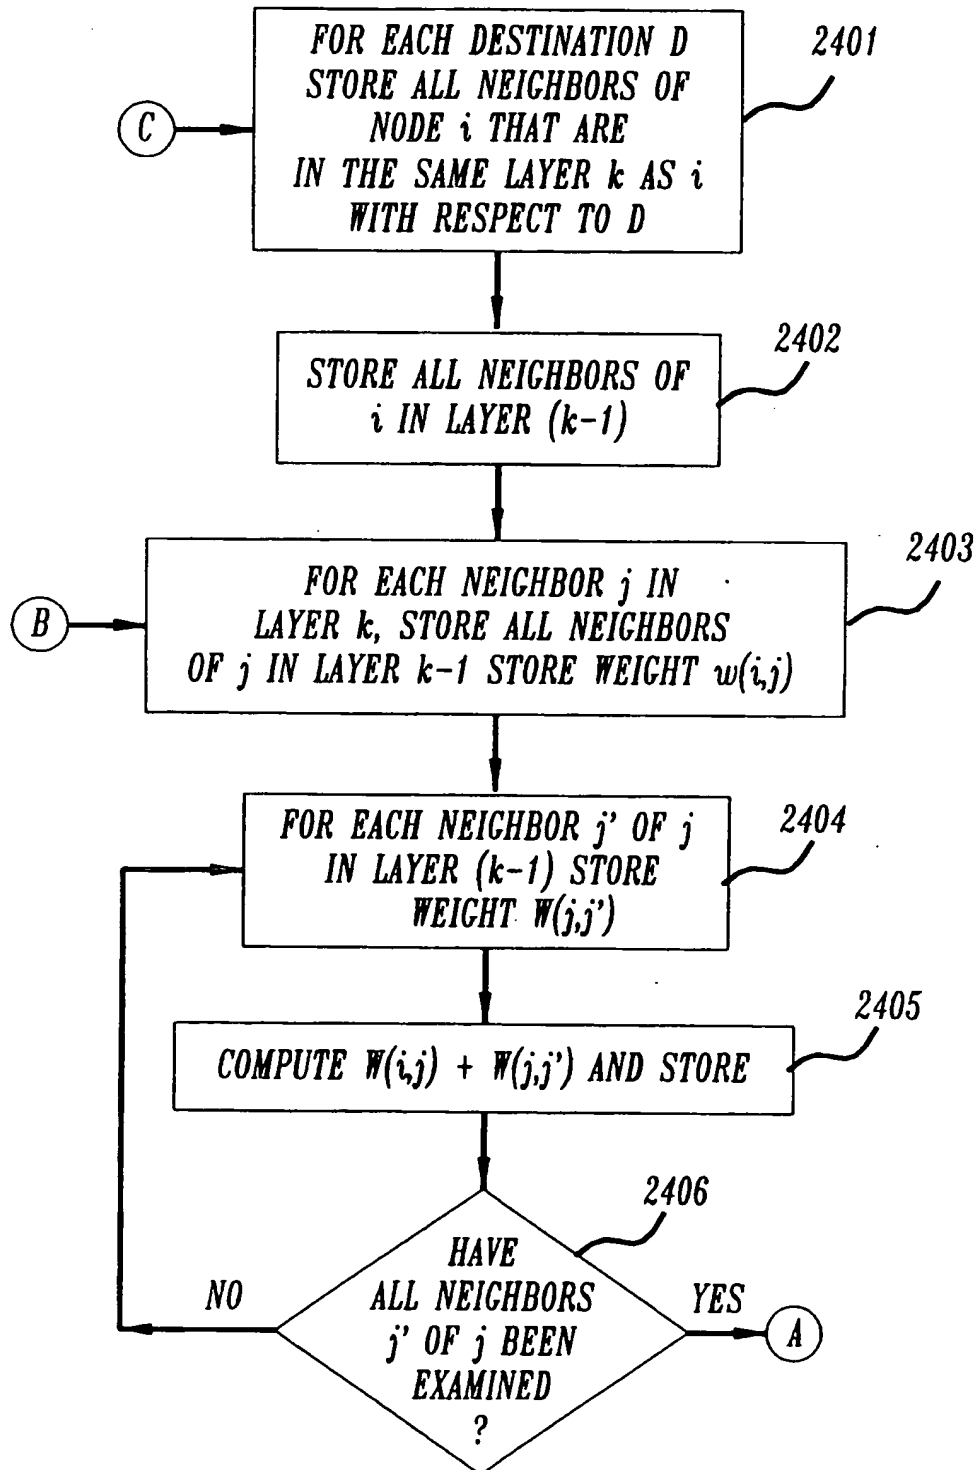 FOR EACH DESTINATION D
STORE ALL NEIGHBORS OF
NODE i THAT ARE
IN THE SAME LAYER k AS i
WITH RESPECT TO D
2401
C
2402
STORE ALL NEIGHBORS OF
i IN LAYER (k-1)
2403
FOR EACH NEIGHBOR j IN
LAYER k, STORE ALL NEIGHBORS
OF j IN LAYER k-1 STORE WEIGHT w(i,j)
B
2404
FOR EACH NEIGHBOR j' OF j
IN LAYER (k-1) STORE
WEIGHT W(j,j')
2405
COMPUTE W(i,j) + W(j,j') AND STORE
2406
HAVE
ALL NEIGHBORS
j' OF j BEEN
EXAMINED
?
NO
YES
A